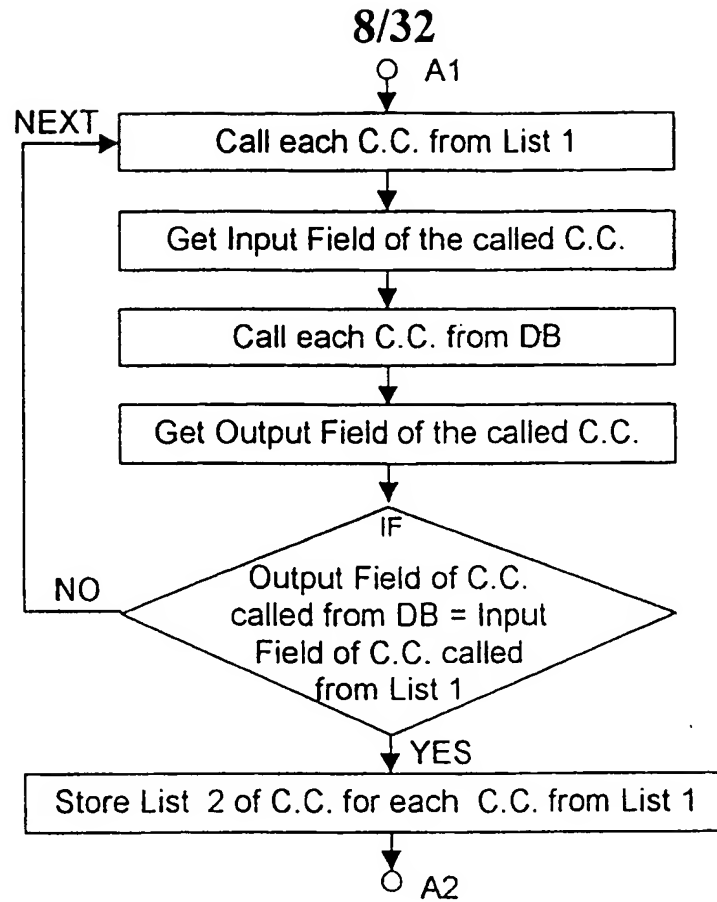 8/32
A1
NEXT
Call each C.C. from List 1
Get Input Field of the called C.C.
Call each C.C. from DB
Get Output Field of the called C.C.
IF
Output Field of C.C.
called from DB = Input
Field of C.C. called
from List 1
NO
YES
Store List 2 of C.C. for each C.C. from List 1
A2